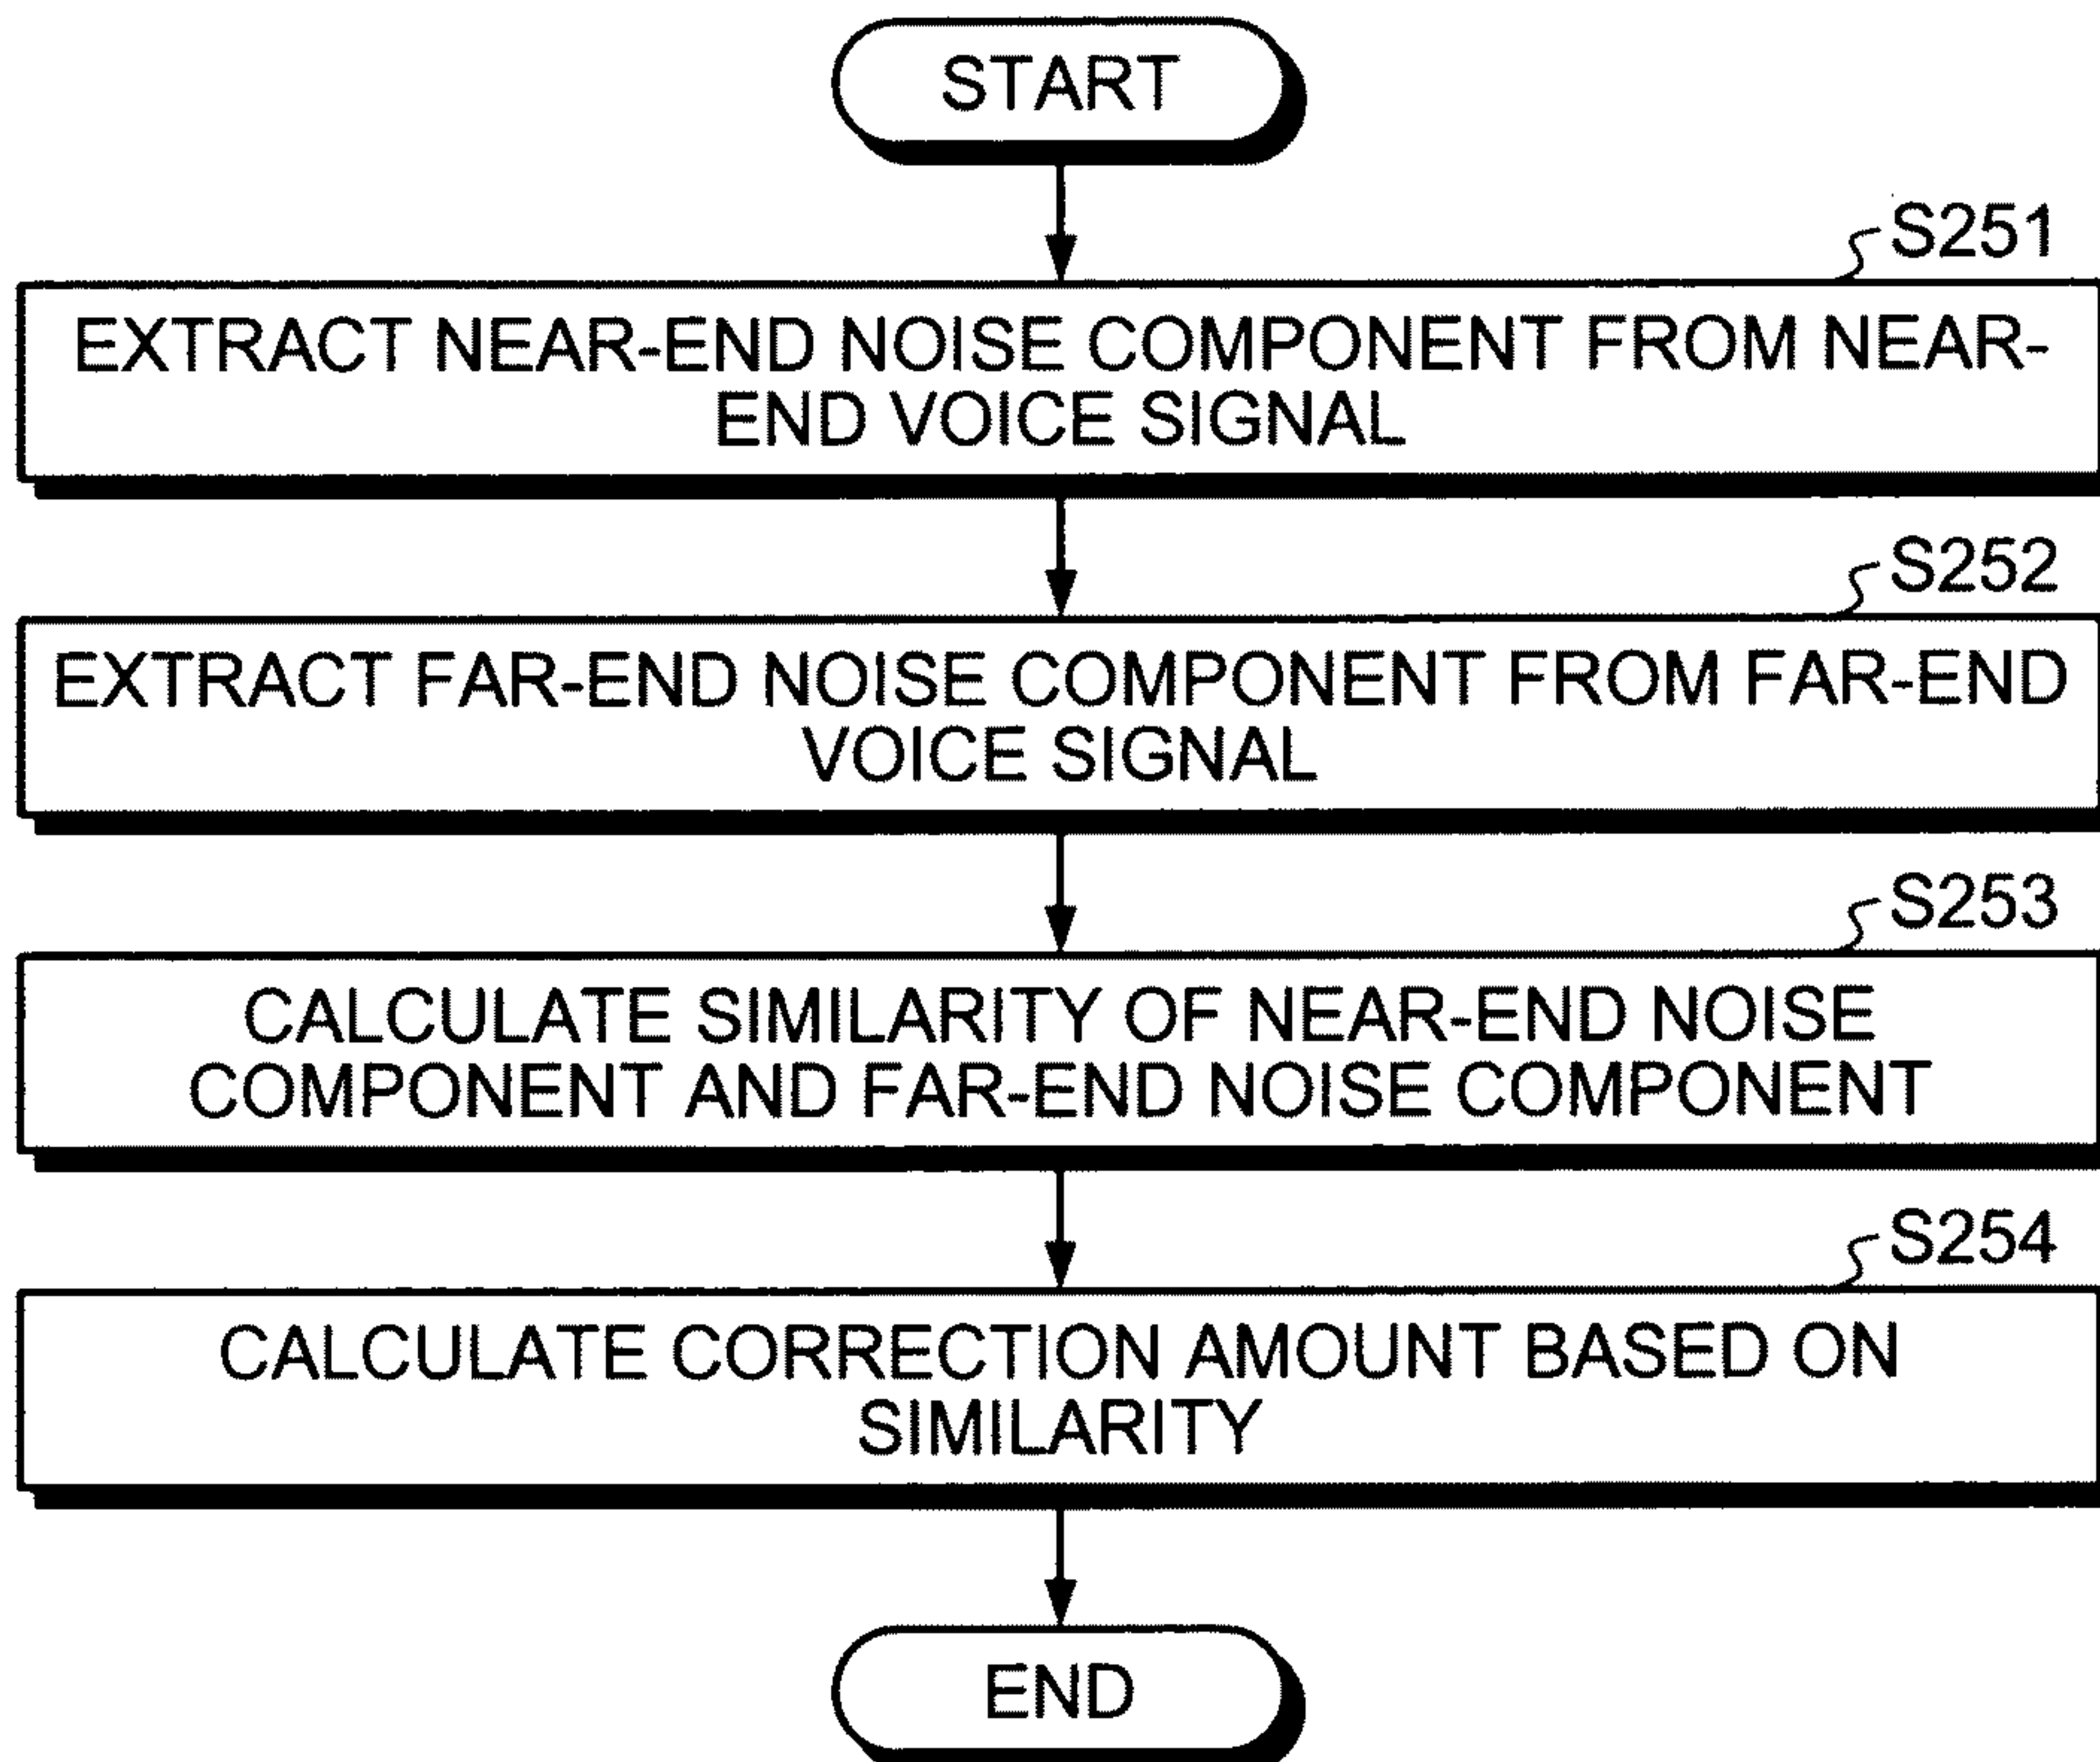 START
S251
EXTRACT NEAR-END NOISE COMPONENT FROM NEAR-
END VOICE SIGNAL
S252
EXTRACT FAR-END NOISE COMPONENT FROM FAR-END
VOICE SIGNAL
S253
CALCULATE SIMILARITY OF NEAR-END NOISE
COMPONENT AND FAR-END NOISE COMPONENT
S254
CALCULATE CORRECTION AMOUNT BASED ON
SIMILARITY
END